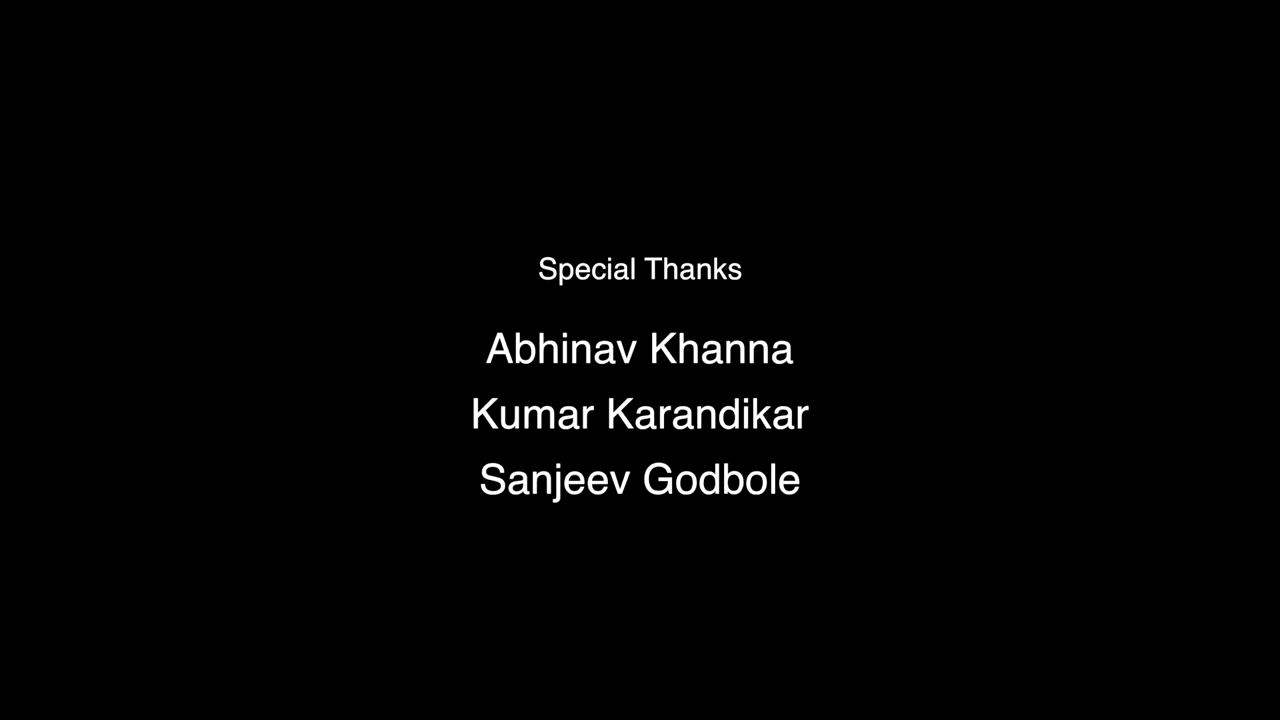 Special Thanks
Abhinav Khanna
Kumar Karandikar
Sanjeev Godbole